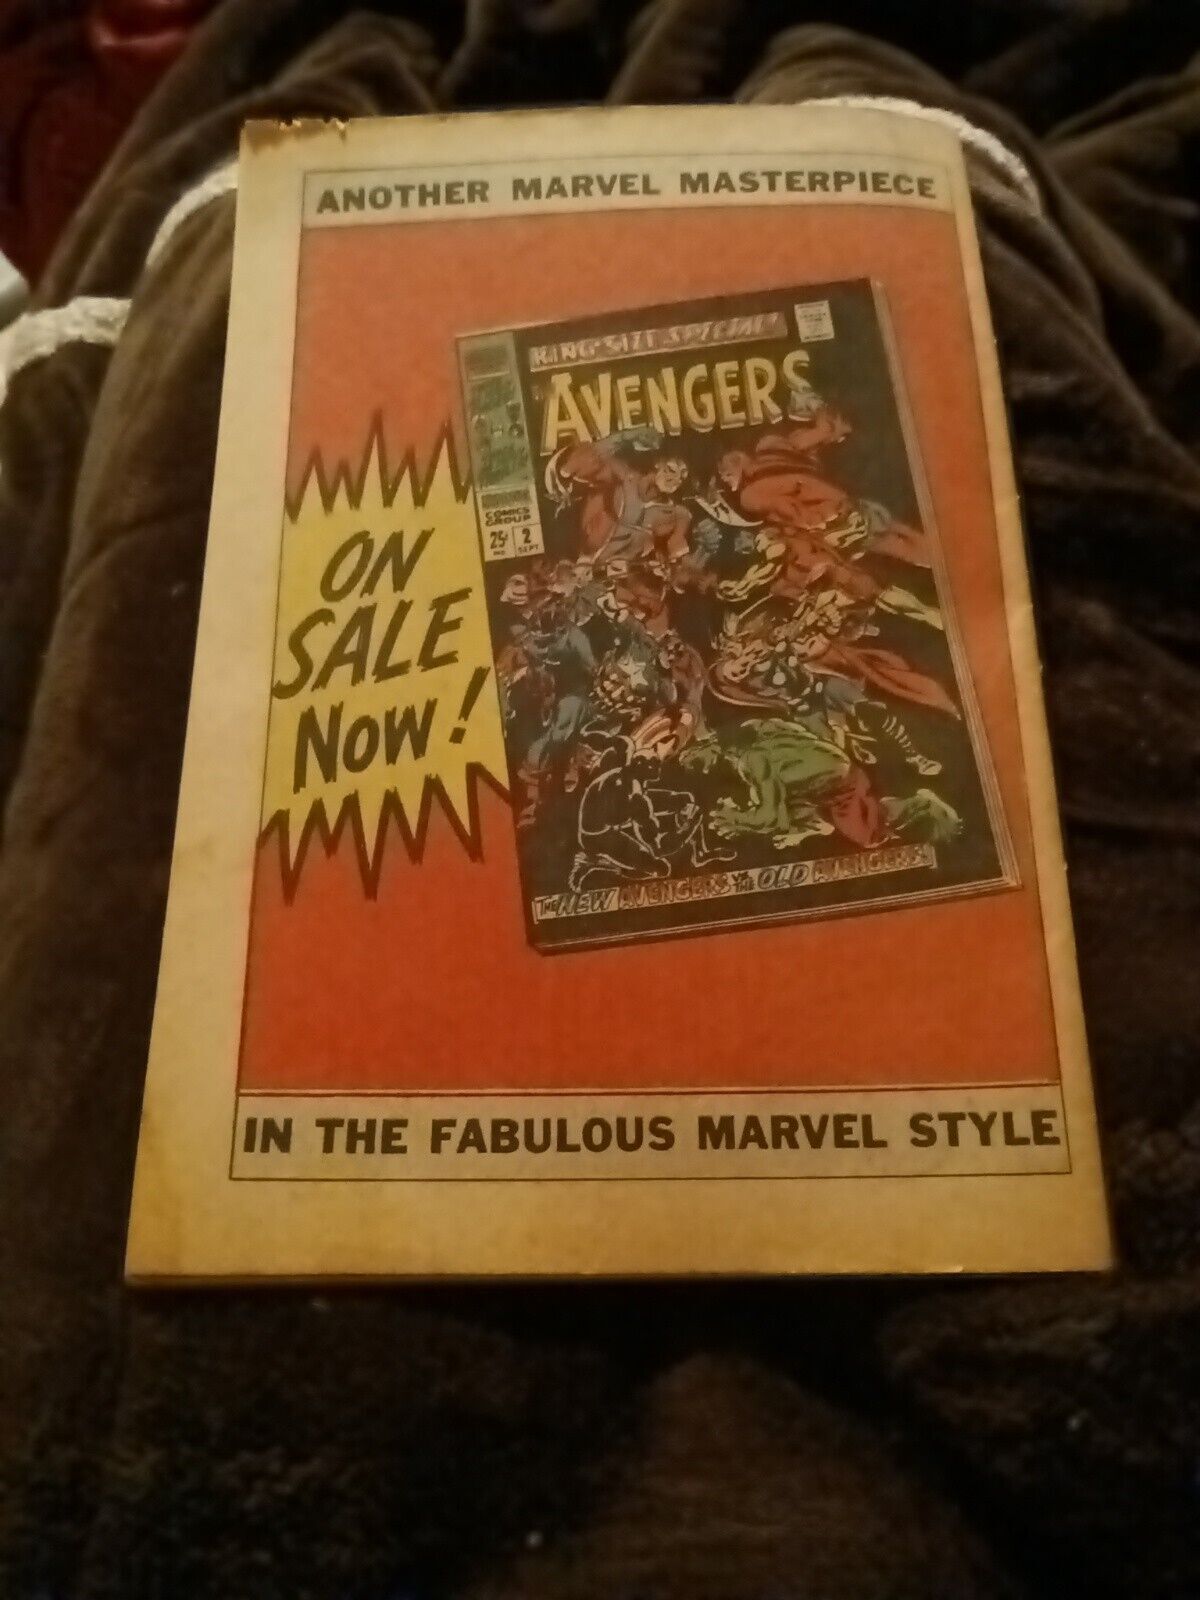 ANOTHER MARVEL MASTERPIECE
KING-SIZE SPECIAL!
AVENGERS
COMICS
GROUP
25¢ 2
SEPT
ON
SALE
NOW!
THE NEW AVENGERS VS. THE OLD AVENGERS!
IN THE FABULOUS MARVEL STYLE